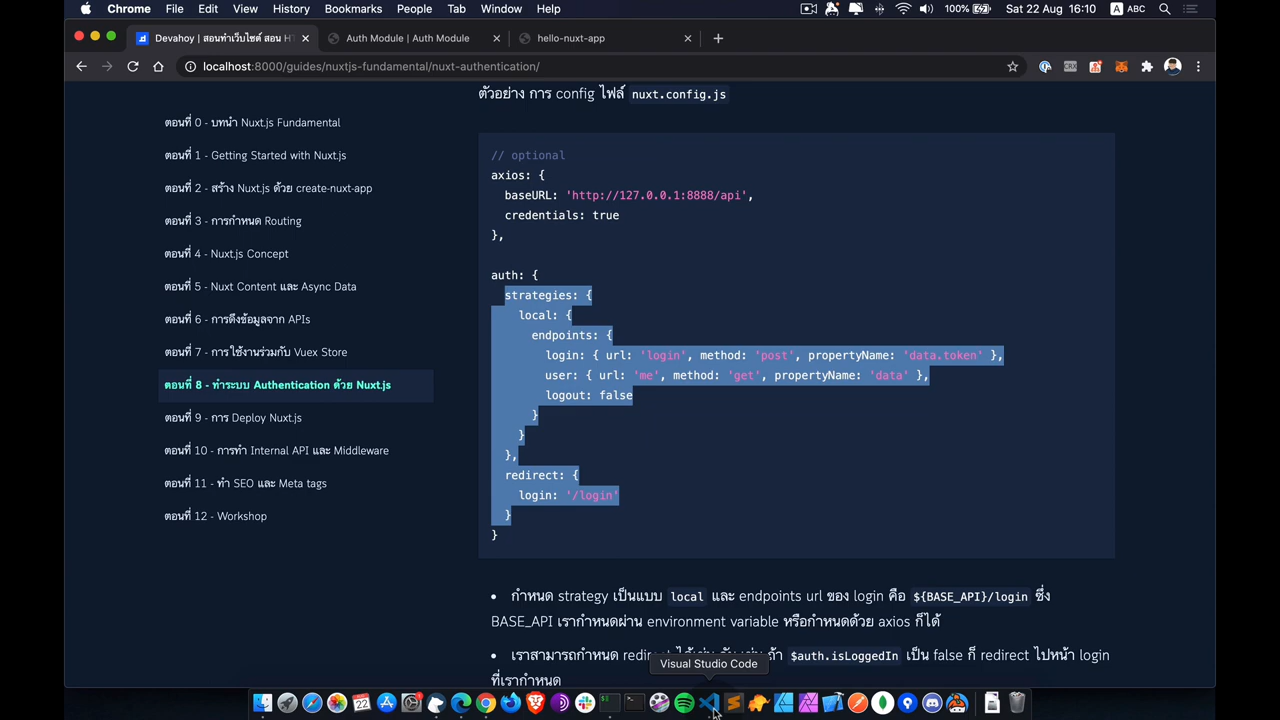 Chrome File Edit View History Bookmarks People Tab Window Help 100% Sat 22 Aug 16:10 A ABC
Devahoy | สอนทำเว็บไซต์ สอน HT Auth Module | Auth Module hello-nuxt-app
localhost:8000/guides/nuxtjs-fundamental/nuxt-authentication/
ตอนที่ 0 - บทนำ Nuxt.js Fundamental
ตอนที่ 1 - Getting Started with Nuxt.js
ตอนที่ 2 - สร้าง Nuxt.js ด้วย create-nuxt-app
ตอนที่ 3 - การกำหนด Routing
ตอนที่ 4 - Nuxt.js Concept
ตอนที่ 5 - Nuxt Content และ Async Data
ตอนที่ 6 - การดึงข้อมูลจาก APIs
ตอนที่ 7 - การใช้งานร่วมกับ Vuex Store
ตอนที่ 8 - ทำระบบ Authentication ด้วย Nuxt.js
ตอนที่ 9 - การ Deploy Nuxt.js
ตอนที่ 10 - การทำ Internal API และ Middleware
ตอนที่ 11 - ทำ SEO และ Meta tags
ตอนที่ 12 - Workshop
ตัวอย่าง การ config ไฟล์ nuxt.config.js
// optional
axios: {
baseURL: 'http://127.0.0.1:8888/api',
credentials: true
},
auth: {
strategies: {
local: {
endpoints: {
login: { url: 'login', method: 'post', propertyName: 'data.token' },
user: { url: 'me', method: 'get', propertyName: 'data' },
logout: false
}
}
},
redirect: {
login: '/login'
}
}
• กำหนด strategy เป็นแบบ local และ endpoints url ของ login คือ ${BASE_API}/login ซึ่ง
BASE_API เรากำหนดผ่าน environment variable หรือกำหนดด้วย axios ก็ได้
• เราสามารถกำหนด ถ้า $auth.isLoggedIn เป็น false ก็ redirect ไปหน้า login
ที่เรากำหนด
Visual Studio Code